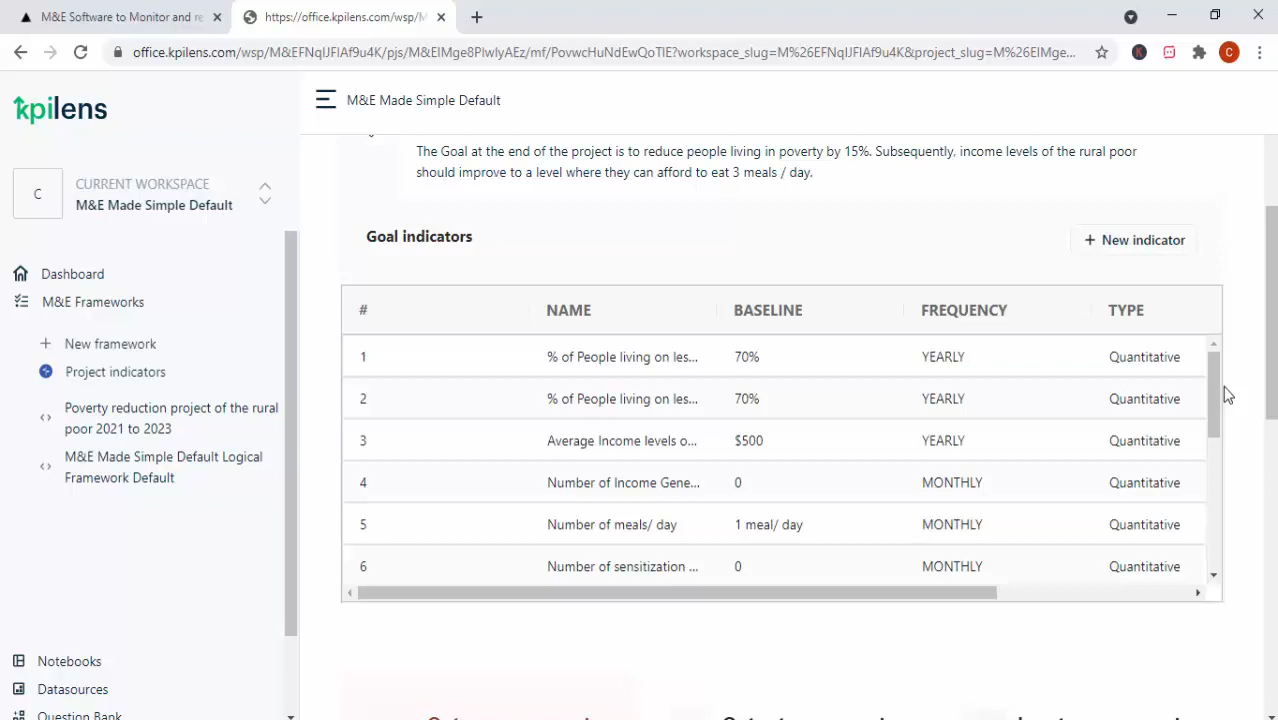 M&E Software to Monitor and re
https://office.kpilens.com/wsp/M
office.kpilens.com/wsp/M&EFNqIJFIAf9u4K/pjs/M&EIMge8PIwIyAEz/mf/PovwcHuNdEwQoTIE?workspace_slug=M%26EFNqIJFIAf9u4K&project_slug=M%26EIMge...
K
C
kpilens
M&E Made Simple Default
C
CURRENT WORKSPACE
M&E Made Simple Default
Dashboard
M&E Frameworks
New framework
Project indicators
Poverty reduction project of the rural
poor 2021 to 2023
M&E Made Simple Default Logical
Framework Default
Notebooks
Datasources
Question Bank
The Goal at the end of the project is to reduce people living in poverty by 15%. Subsequently, income levels of the rural poor
should improve to a level where they can afford to eat 3 meals / day.
Goal indicators
+ New indicator
# NAME BASELINE FREQUENCY TYPE
1 % of People living on les... 70% YEARLY Quantitative
2 % of People living on les... 70% YEARLY Quantitative
3 Average Income levels o... $500 YEARLY Quantitative
4 Number of Income Gene... 0 MONTHLY Quantitative
5 Number of meals/ day 1 meal/ day MONTHLY Quantitative
6 Number of sensitization ... 0 MONTHLY Quantitative